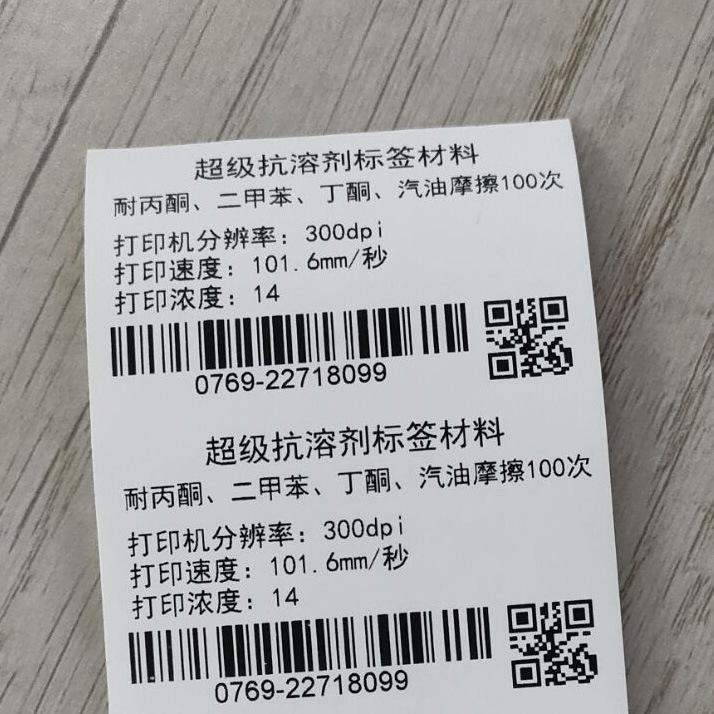 超级抗溶剂标签材料
耐丙酮、二甲苯、丁酮、汽油摩擦100次
打印机分辨率：300dpi
打印速度：101.6mm/秒
打印浓度：14
0769-22718099
超级抗溶剂标签材料
耐丙酮、二甲苯、丁酮、汽油摩擦100次
打印机分辨率：300dpi
打印速度：101.6mm/秒
打印浓度：14
0769-22718099